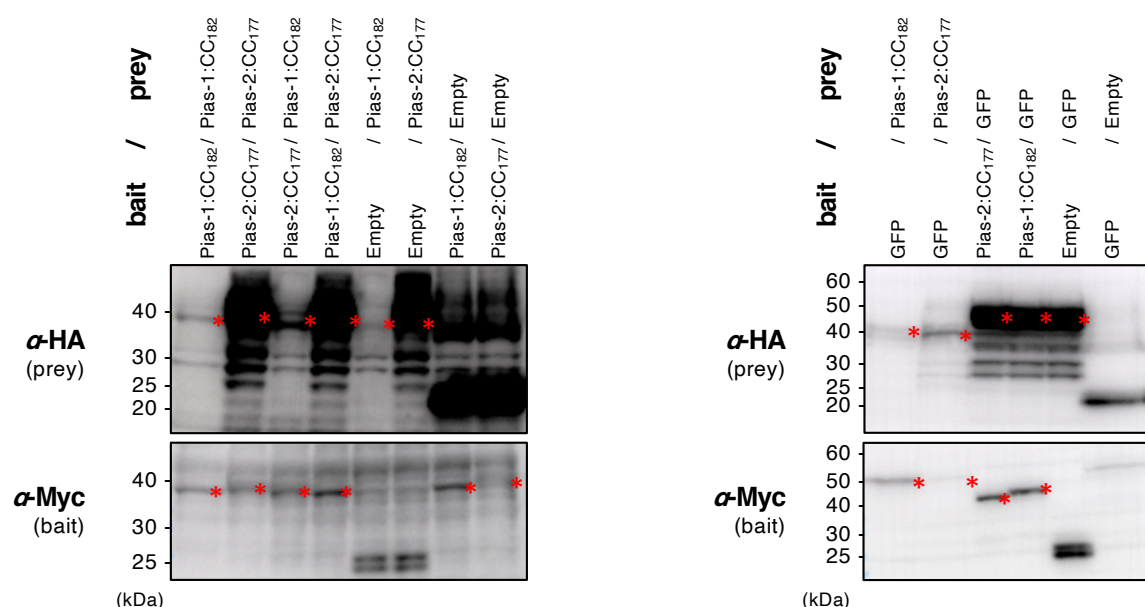 bait / prey
Pias-1:CC182 / Pias-1:CC182
Pias-2:CC177 / Pias-2:CC177
Pias-2:CC177 / Pias-1:CC182
Pias-1:CC182 / Pias-2:CC177
Empty / Pias-1:CC182
Empty / Pias-2:CC177
Pias-1:CC182 / Empty
Pias-2:CC177 / Empty
α-HA
(prey)
40
30
25
20
* * * * * * *
α-Myc
(bait)
40
30
25
* * * * * *
(kDa)
bait / prey
GFP / Pias-1:CC182
GFP / Pias-2:CC177
Pias-2:CC177 / GFP
Pias-1:CC182 / GFP
Empty / GFP
GFP / Empty
α-HA
(prey)
60
50
40
30
25
20
* * * * *
α-Myc
(bait)
60
50
40
30
25
* * * *
(kDa)